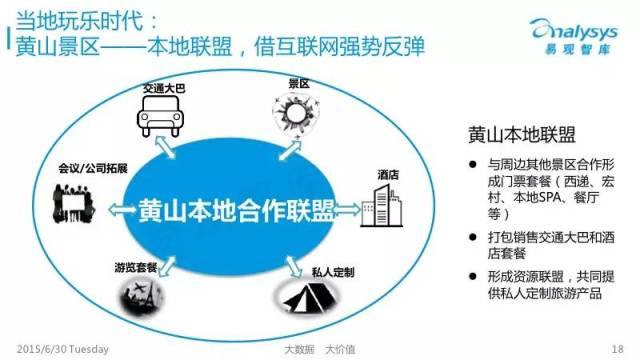 当地玩乐时代：
黄山景区——本地联盟，借互联网强势反弹
analysys
易观智库
交通大巴
景区
会议/公司拓展
酒店
黄山本地合作联盟
游览套餐
私人定制
黄山本地联盟
• 与周边其他景区合作形
成门票套餐（西递、宏
村、本地SPA、餐厅
等）
• 打包销售交通大巴和酒
店套餐
• 形成资源联盟，共同提
供私人定制旅游产品
2015/6/30 Tuesday
大数据 大价值
18